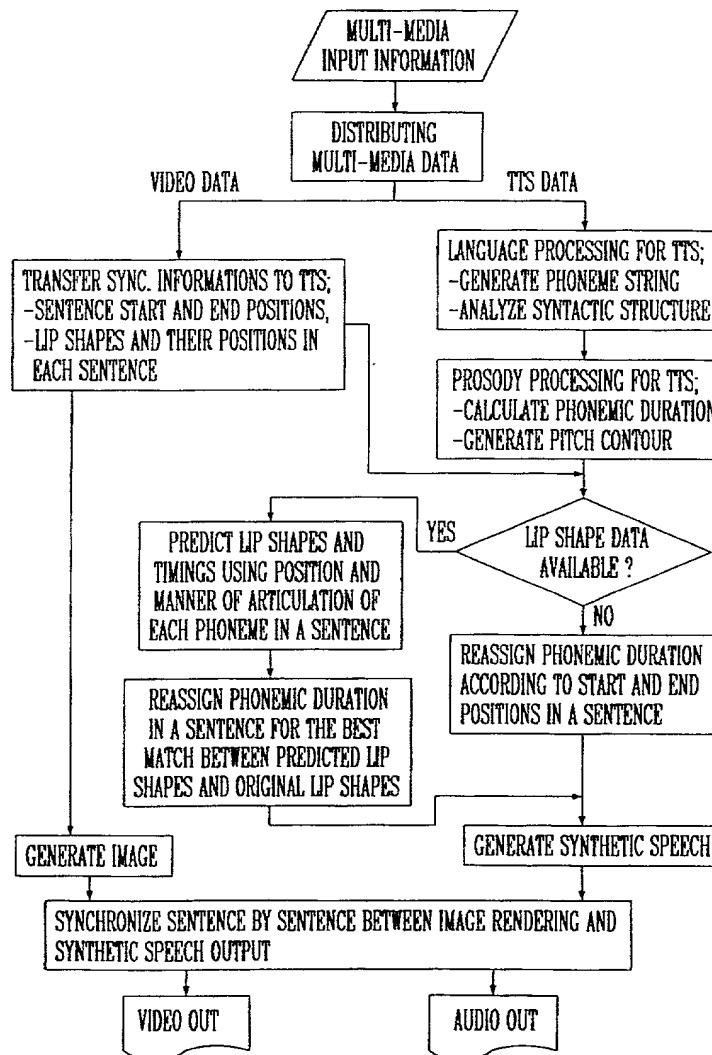 MULTI-MEDIA
INPUT INFORMATION
DISTRIBUTING
MULTI-MEDIA DATA
VIDEO DATA
TTS DATA
TRANSFER SYNC. INFORMATIONS TO TTS;
-SENTENCE START AND END POSITIONS,
-LIP SHAPES AND THEIR POSITIONS IN
EACH SENTENCE
LANGUAGE PROCESSING FOR TTS;
-GENERATE PHONEME STRING
-ANALYZE SYNTACTIC STRUCTURE
PROSODY PROCESSING FOR TTS;
-CALCULATE PHONEMIC DURATION
-GENERATE PITCH CONTOUR
LIP SHAPE DATA
AVAILABLE ?
YES
NO
PREDICT LIP SHAPES AND
TIMINGS USING POSITION AND
MANNER OF ARTICULATION OF
EACH PHONEME IN A SENTENCE
REASSIGN PHONEMIC DURATION
IN A SENTENCE FOR THE BEST
MATCH BETWEEN PREDICTED LIP
SHAPES AND ORIGINAL LIP SHAPES
REASSIGN PHONEMIC DURATION
ACCORDING TO START AND END
POSITIONS IN A SENTENCE
GENERATE IMAGE
GENERATE SYNTHETIC SPEECH
SYNCHRONIZE SENTENCE BY SENTENCE BETWEEN IMAGE RENDERING AND
SYNTHETIC SPEECH OUTPUT
VIDEO OUT
AUDIO OUT